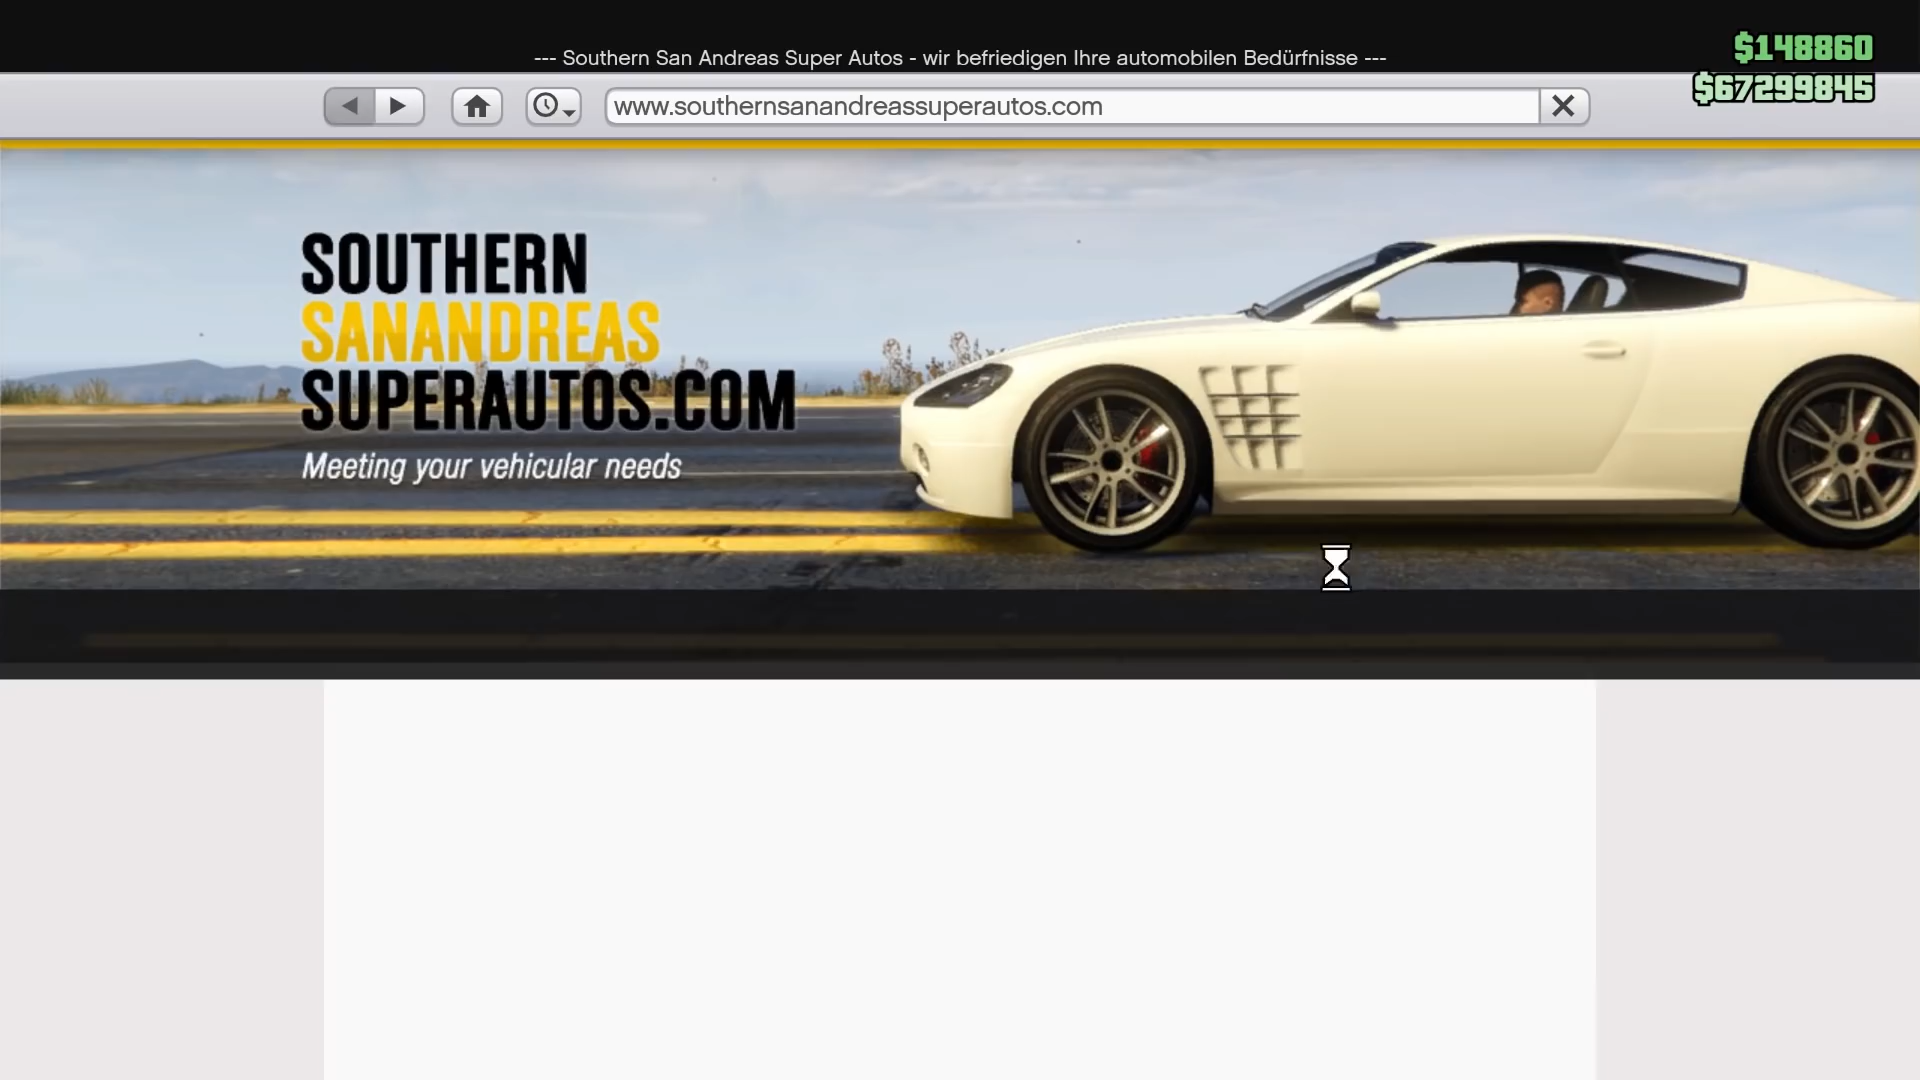 --- Southern San Andreas Super Autos - wir befriedigen Ihre automobilen Bedürfnisse ---
$148860
$67299845
www.southernsanandreassuperautos.com
SOUTHERN
SANANDREAS
SUPERAUTOS.COM
Meeting your vehicular needs